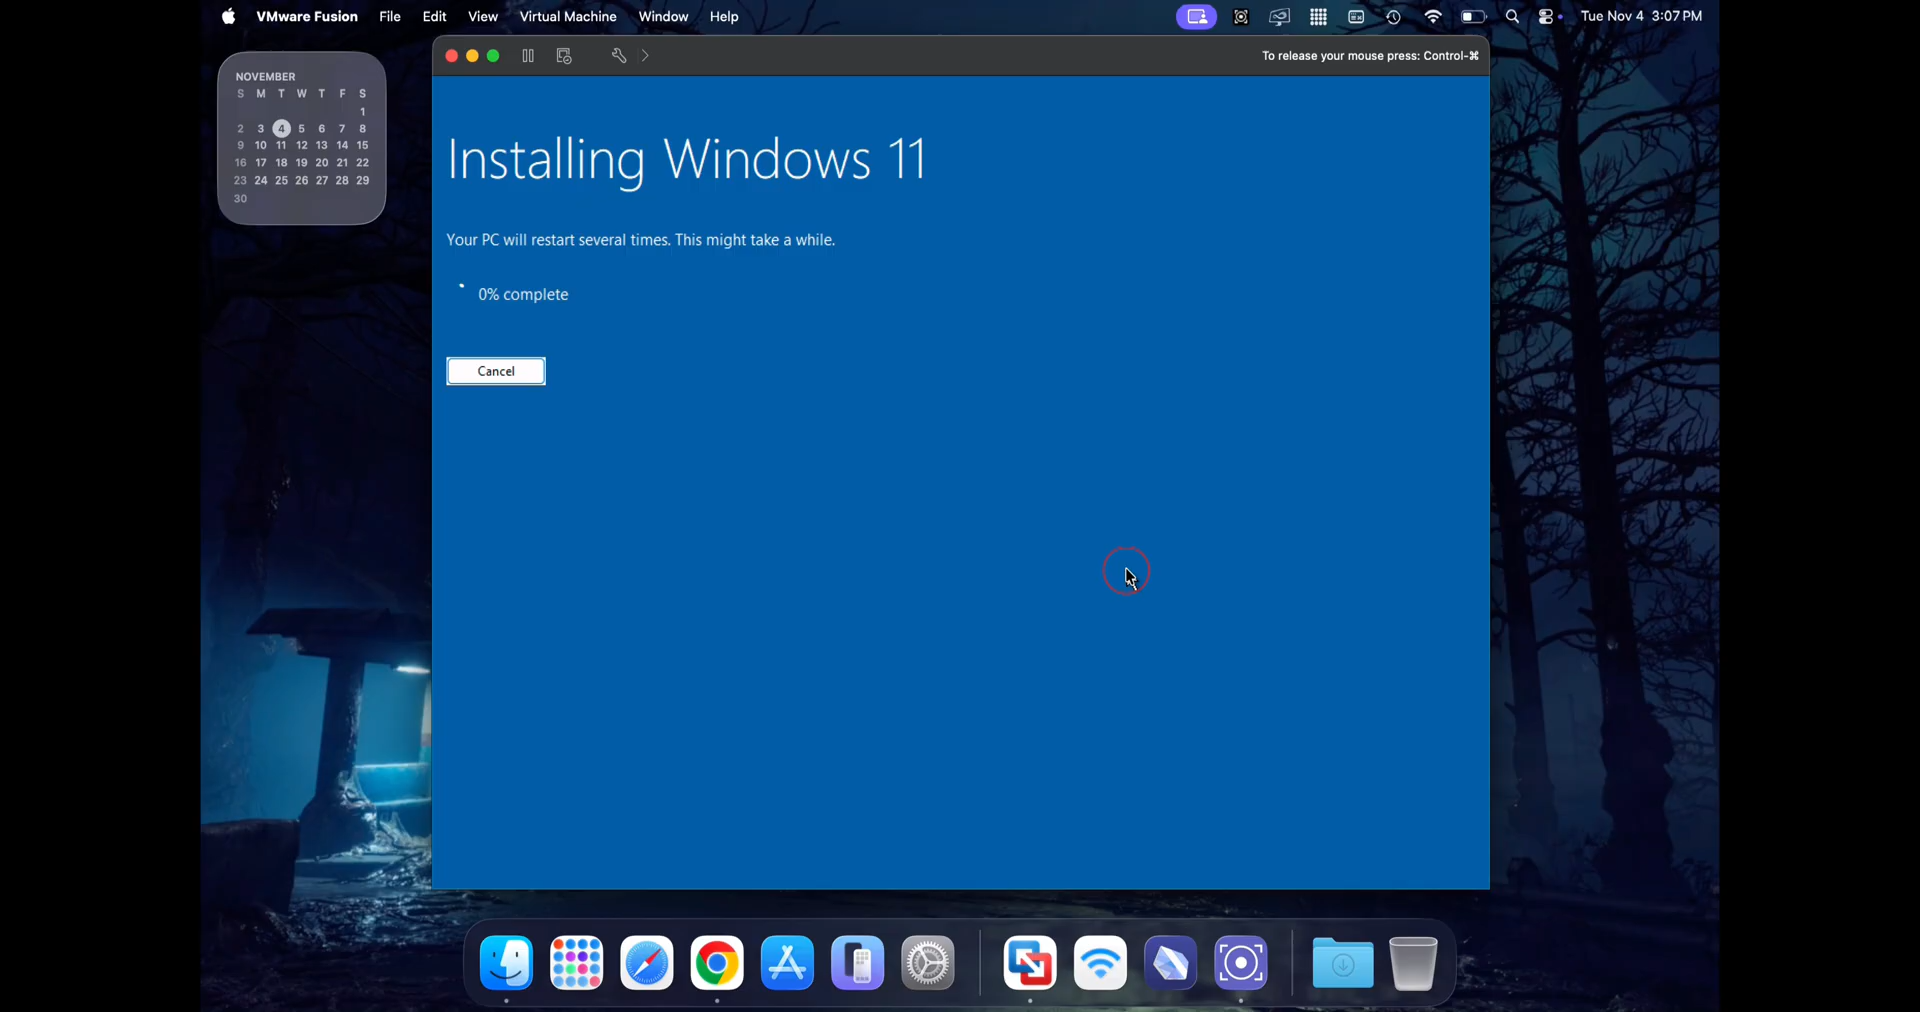 VMware Fusion File Edit View Virtual Machine Window Help Tue Nov 4 3:07 PM
To release your mouse press: Control-⌘
NOVEMBER
S M T W T F S
1
2 3 4 5 6 7 8
9 10 11 12 13 14 15
16 17 18 19 20 21 22
23 24 25 26 27 28 29
30
Installing Windows 11
Your PC will restart several times. This might take a while.
0% complete
Cancel